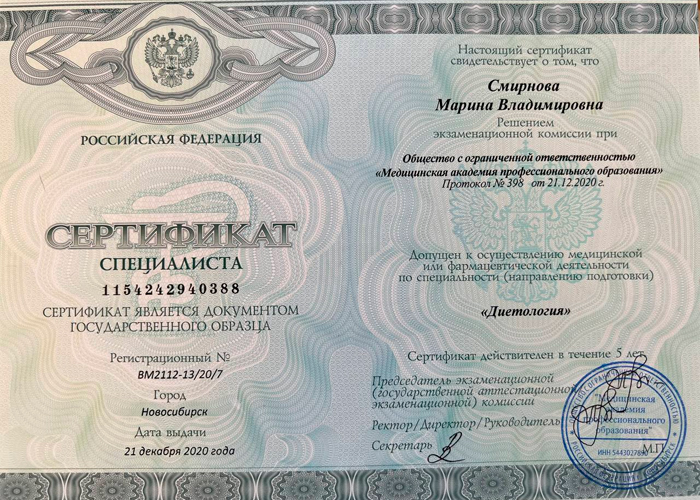 РОССИЙСКАЯ ФЕДЕРАЦИЯ
СЕРТИФИКАТ
СПЕЦИАЛИСТА
1154242940388
СЕРТИФИКАТ ЯВЛЯЕТСЯ ДОКУМЕНТОМ
ГОСУДАРСТВЕННОГО ОБРАЗЦА
Регистрационный №
ВМ2112-13/20/7
Город
Новосибирск
Дата выдачи
21 декабря 2020 года
Настоящий сертификат
свидетельствует о том, что
Смирнова
Марина Владимировна
Решением
экзаменационной комиссии при
Общество с ограниченной ответственностью
«Медицинская академия профессионального образования»
Протокол № 398 от 21.12.2020 г.
Допущен к осуществлению медицинской
или фармацевтической деятельности
по специальности (направлению подготовки)
«Диетология»
Сертификат действителен в течение 5 лет
Председатель экзаменационной
(государственной аттестационной
экзаменационной) комиссии
Ректор/Директор/Руководитель
Секретарь
М.П.
"Медицинская
академия
профессионального
образования"